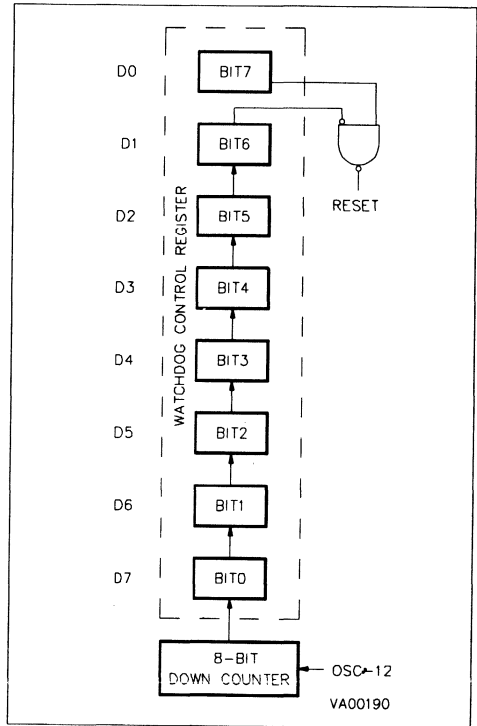 D0 BIT7
D1 BIT6
RESET
D2 BIT5
D3 BIT4
D4 BIT3
D5 BIT2
D6 BIT1
D7 BIT0
WATCHDOG CONTROL REGISTER
8-BIT
DOWN COUNTER
OSC-12
VA00190